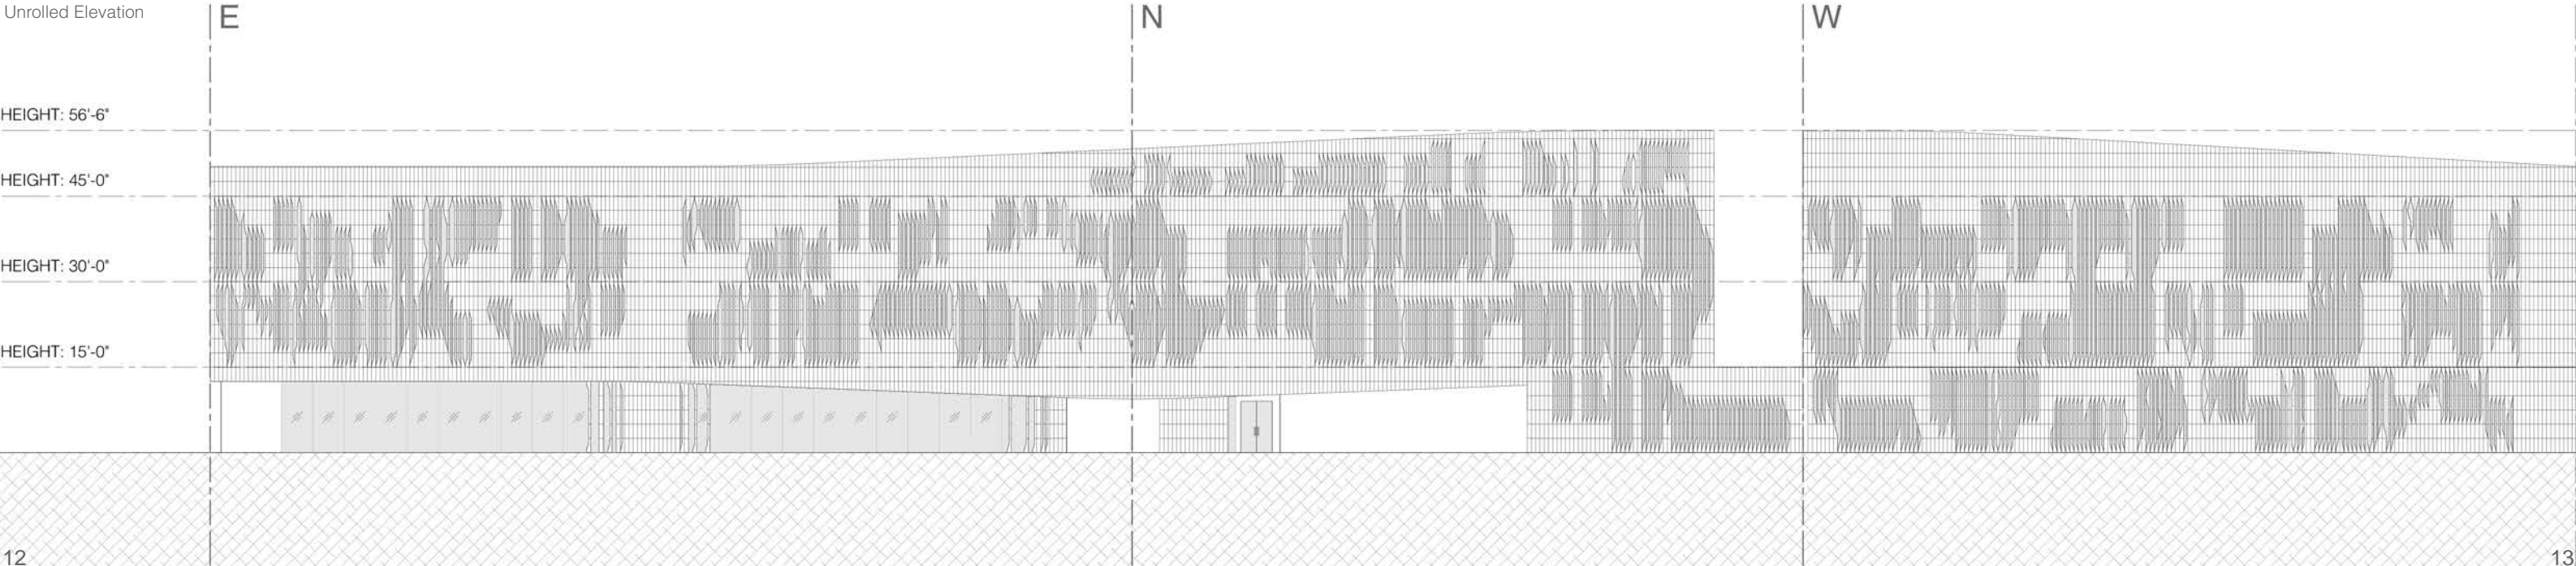 Unrolled Elevation
E
N
W
HEIGHT: 56'-6"
HEIGHT: 45'-0"
HEIGHT: 30'-0"
HEIGHT: 15'-0"
12
13